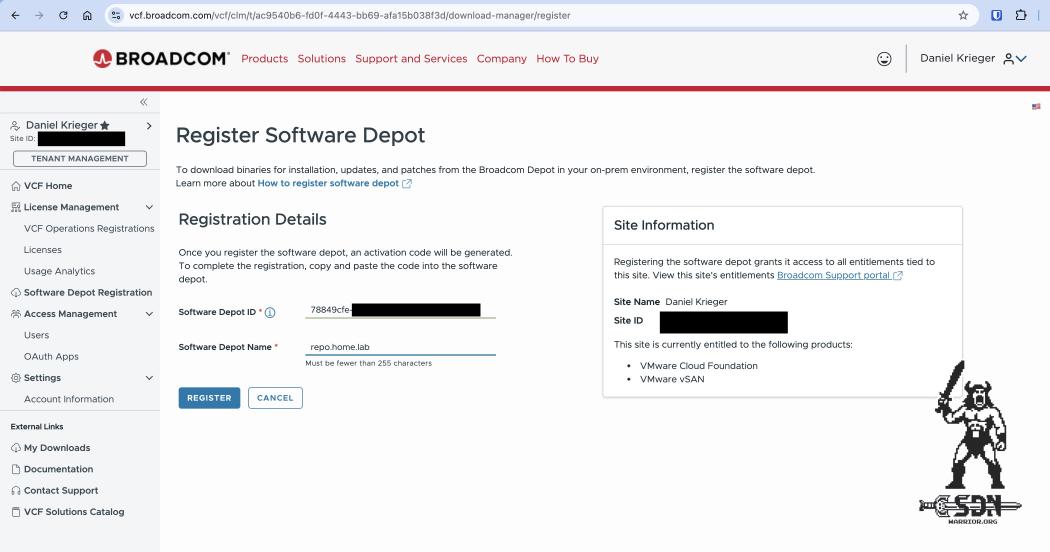 vcf.broadcom.com/vcf/clm/t/ac9540b6-fd0f-4443-bb69-afa15b038f3d/download-manager/register
BROADCOM
Products Solutions Support and Services Company How To Buy
Daniel Krieger
Daniel Krieger
Site ID:
TENANT MANAGEMENT
VCF Home
License Management
VCF Operations Registrations
Licenses
Usage Analytics
Software Depot Registration
Access Management
Users
OAuth Apps
Settings
Account Information
External Links
My Downloads
Documentation
Contact Support
VCF Solutions Catalog
Register Software Depot
To download binaries for installation, updates, and patches from the Broadcom Depot in your on-prem environment, register the software depot.
Learn more about How to register software depot
Registration Details
Once you register the software depot, an activation code will be generated.
To complete the registration, copy and paste the code into the software
depot.
Software Depot ID * 78849cfe-
Software Depot Name * repo.home.lab
Must be fewer than 255 characters
REGISTER CANCEL
Site Information
Registering the software depot grants it access to all entitlements tied to
this site. View this site's entitlements Broadcom Support portal
Site Name Daniel Krieger
Site ID
This site is currently entitled to the following products:
• VMware Cloud Foundation
• VMware vSAN
SDN
WARRIOR.ORG